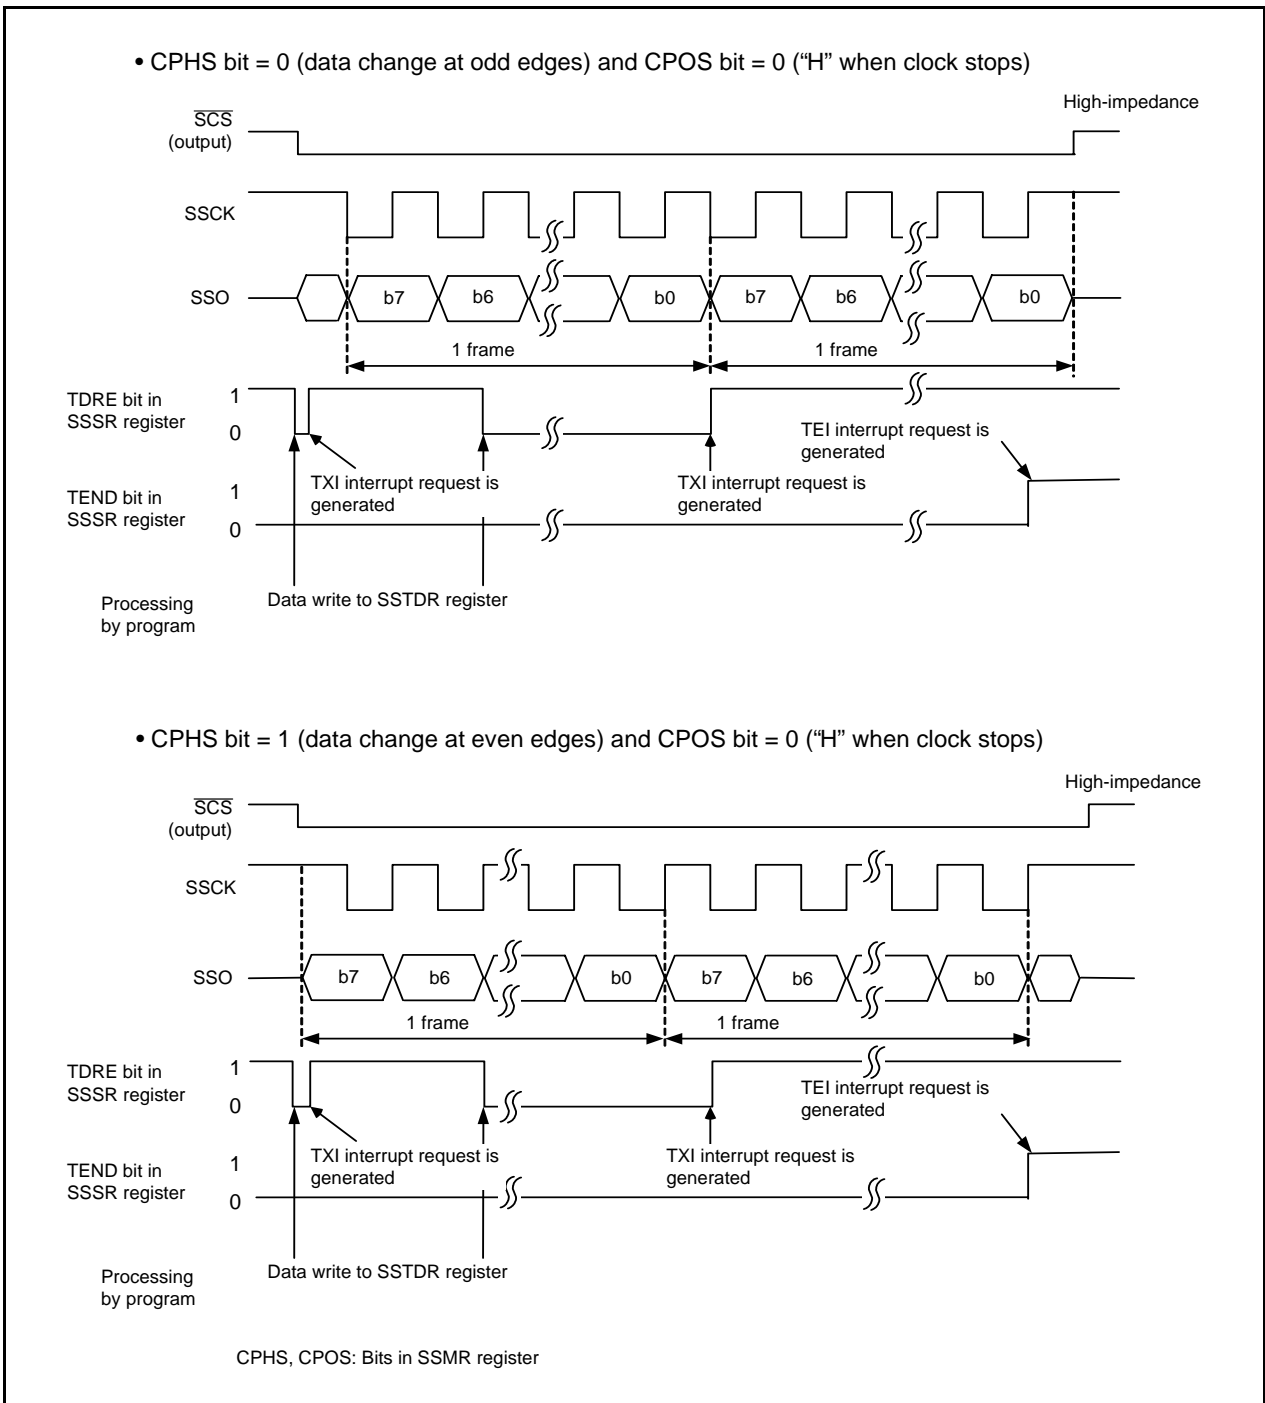 • CPHS bit = 0 (data change at odd edges) and CPOS bit = 0 (“H” when clock stops)
High-impedance
SCS
(output)
SSCK
SSO
b7 b6 b0 b7 b6 b0
1 frame 1 frame
TDRE bit in
SSSR register
1
0
TEI interrupt request is
generated
TXI interrupt request is
generated
TXI interrupt request is
generated
TEND bit in
SSSR register
1
0
Processing
by program
Data write to SSTDR register
• CPHS bit = 1 (data change at even edges) and CPOS bit = 0 (“H” when clock stops)
High-impedance
SCS
(output)
SSCK
SSO
b7 b6 b0 b7 b6 b0
1 frame 1 frame
TDRE bit in
SSSR register
1
0
TEI interrupt request is
generated
TXI interrupt request is
generated
TXI interrupt request is
generated
TEND bit in
SSSR register
1
0
Processing
by program
Data write to SSTDR register
CPHS, CPOS: Bits in SSMR register